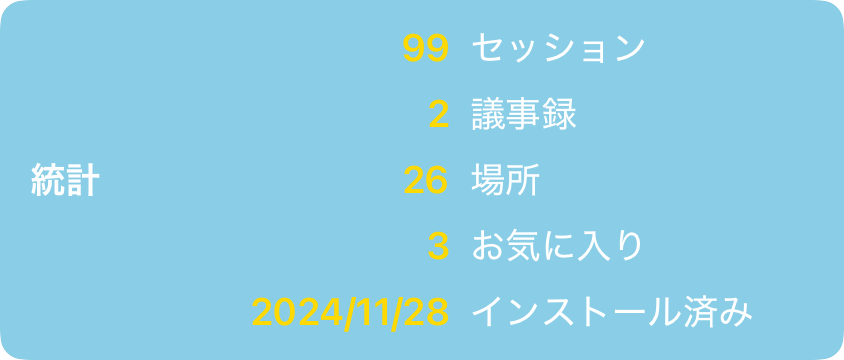 99 セッション
2 議事録
統計 26 場所
3 お気に入り
2024/11/28 インストール済み